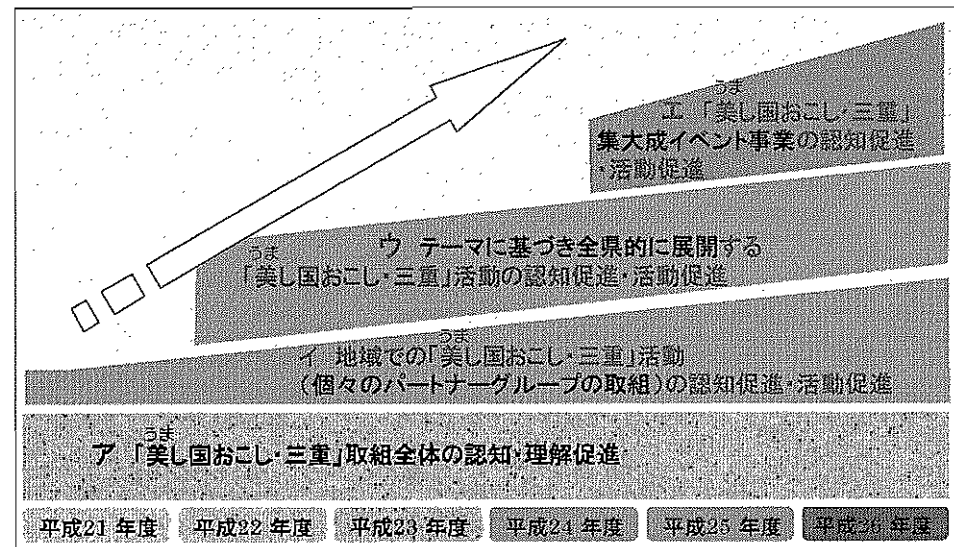 うま
エ 「美し国おこし・三重」
集大成イベント事業の認知促進
・活動促進
ウ テーマに基づき全県的に展開する
うま
「美し国おこし・三重」活動の認知促進・活動促進
うま
イ 地域での「美し国おこし・三重」活動
(個々のパートナーグループの取組)の認知促進・活動促進
うま
ア 「美し国おこし・三重」取組全体の認知・理解促進
平成21年度 平成22年度 平成23年度 平成24年度 平成25年度 平成26年度